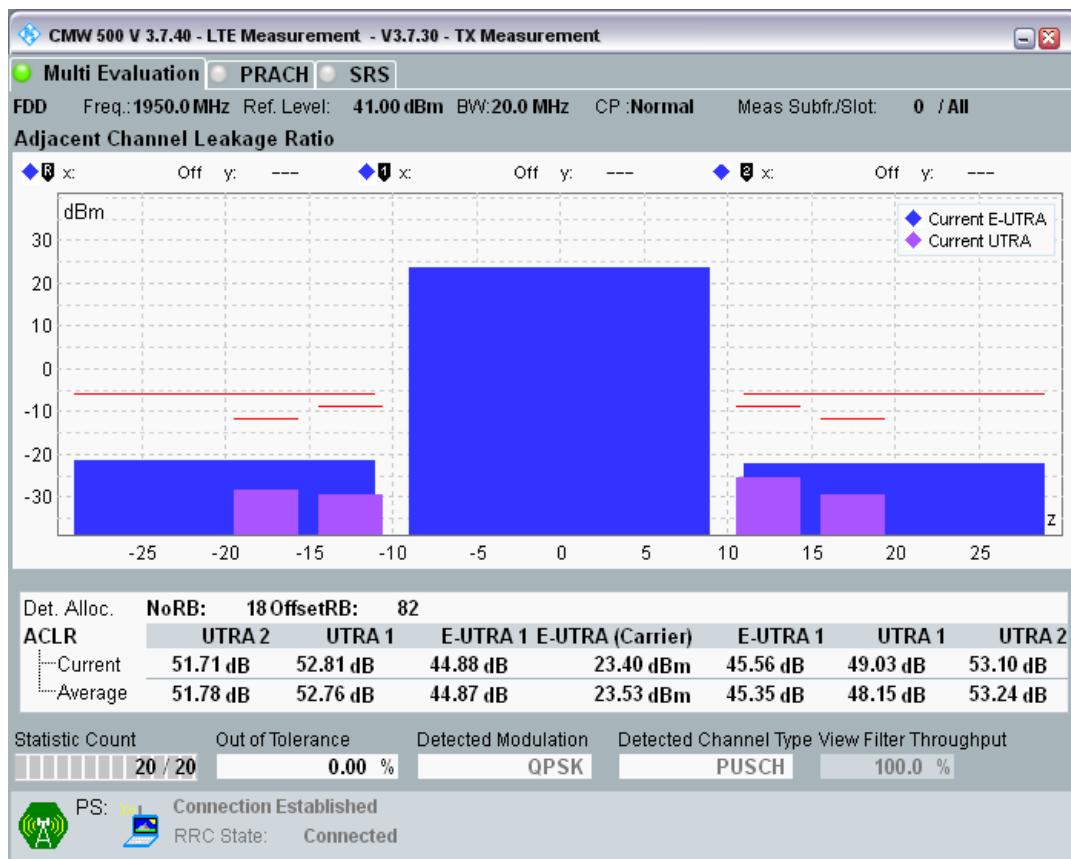 CMW 500 V 3.7.40 - LTE Measurement - V3.7.30 - TX Measurement
Multi Evaluation PRACH SRS
FDD Freq.:1950.0 MHz Ref. Level: 41.00 dBm BW:20.0 MHz CP :Normal Meas Subfr./Slot: 0 / All
Adjacent Channel Leakage Ratio
R x: Off y: --- 1 x: Off y: --- 2 x: Off y: ---
dBm
Current E-UTRA
Current UTRA
30
20
10
0
-10
-20
-30
z
-25 -20 -15 -10 -5 0 5 10 15 20 25
Det. Alloc. NoRB: 18 OffsetRB: 82
ACLR UTRA 2 UTRA 1 E-UTRA 1 E-UTRA (Carrier) E-UTRA 1 UTRA 1 UTRA 2
Current 51.71 dB 52.81 dB 44.88 dB 23.40 dBm 45.56 dB 49.03 dB 53.10 dB
Average 51.78 dB 52.76 dB 44.87 dB 23.53 dBm 45.35 dB 48.15 dB 53.24 dB
Statistic Count Out of Tolerance Detected Modulation Detected Channel Type View Filter Throughput
20 / 20 0.00 % QPSK PUSCH 100.0 %
PS: Connection Established
RRC State: Connected